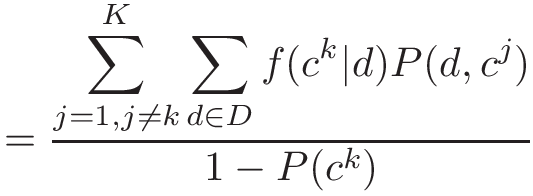 = \frac{\sum_{j=1, j \neq k}^{K} \sum_{d \in D} f(c^k|d)P(d, c^j)}{1 - P(c^k)}